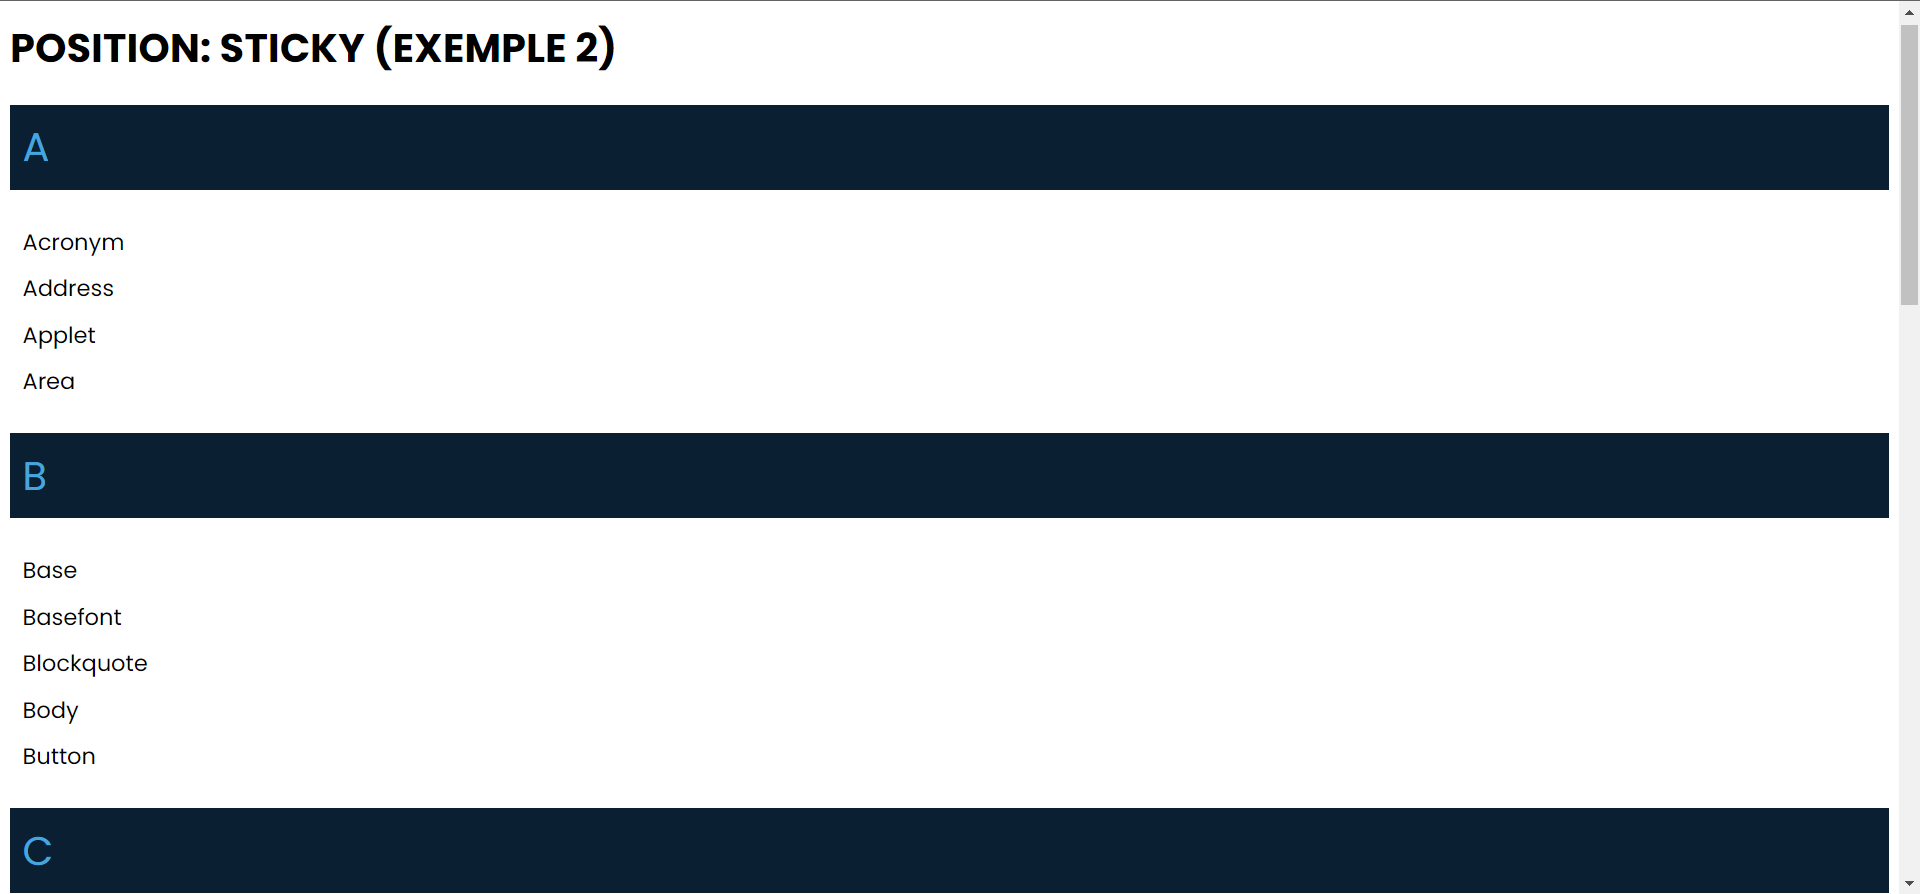 POSITION: STICKY (EXEMPLE 2)
A
Acronym
Address
Applet
Area
B
Base
Basefont
Blockquote
Body
Button
C